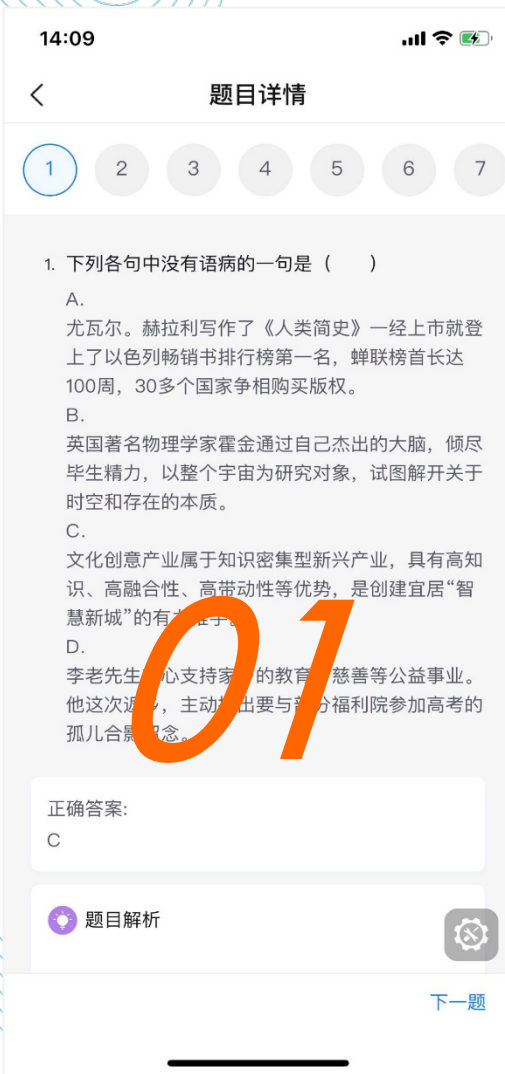 14:09
题目详情
1 2 3 4 5 6 7
1. 下列各句中没有语病的一句是（ ）
A.
尤瓦尔。赫拉利写作了《人类简史》一经上市就登
上了以色列畅销书排行榜第一名，蝉联榜首长达
100周，30多个国家争相购买版权。
B.
英国著名物理学家霍金通过自己杰出的大脑，倾尽
毕生精力，以整个宇宙为研究对象，试图解开关于
时空和存在的本质。
C.
文化创意产业属于知识密集型新兴产业，具有高知
识、高融合性、高带动性等优势，是创建宜居“智
慧新城”的有力推手。
D.
李老先生 心支持家 的教育 慈善等公益事业。
他这次返乡，主动提出要与部分福利院参加高考的
孤儿合影留念。
01
正确答案:
C
题目解析
下一题